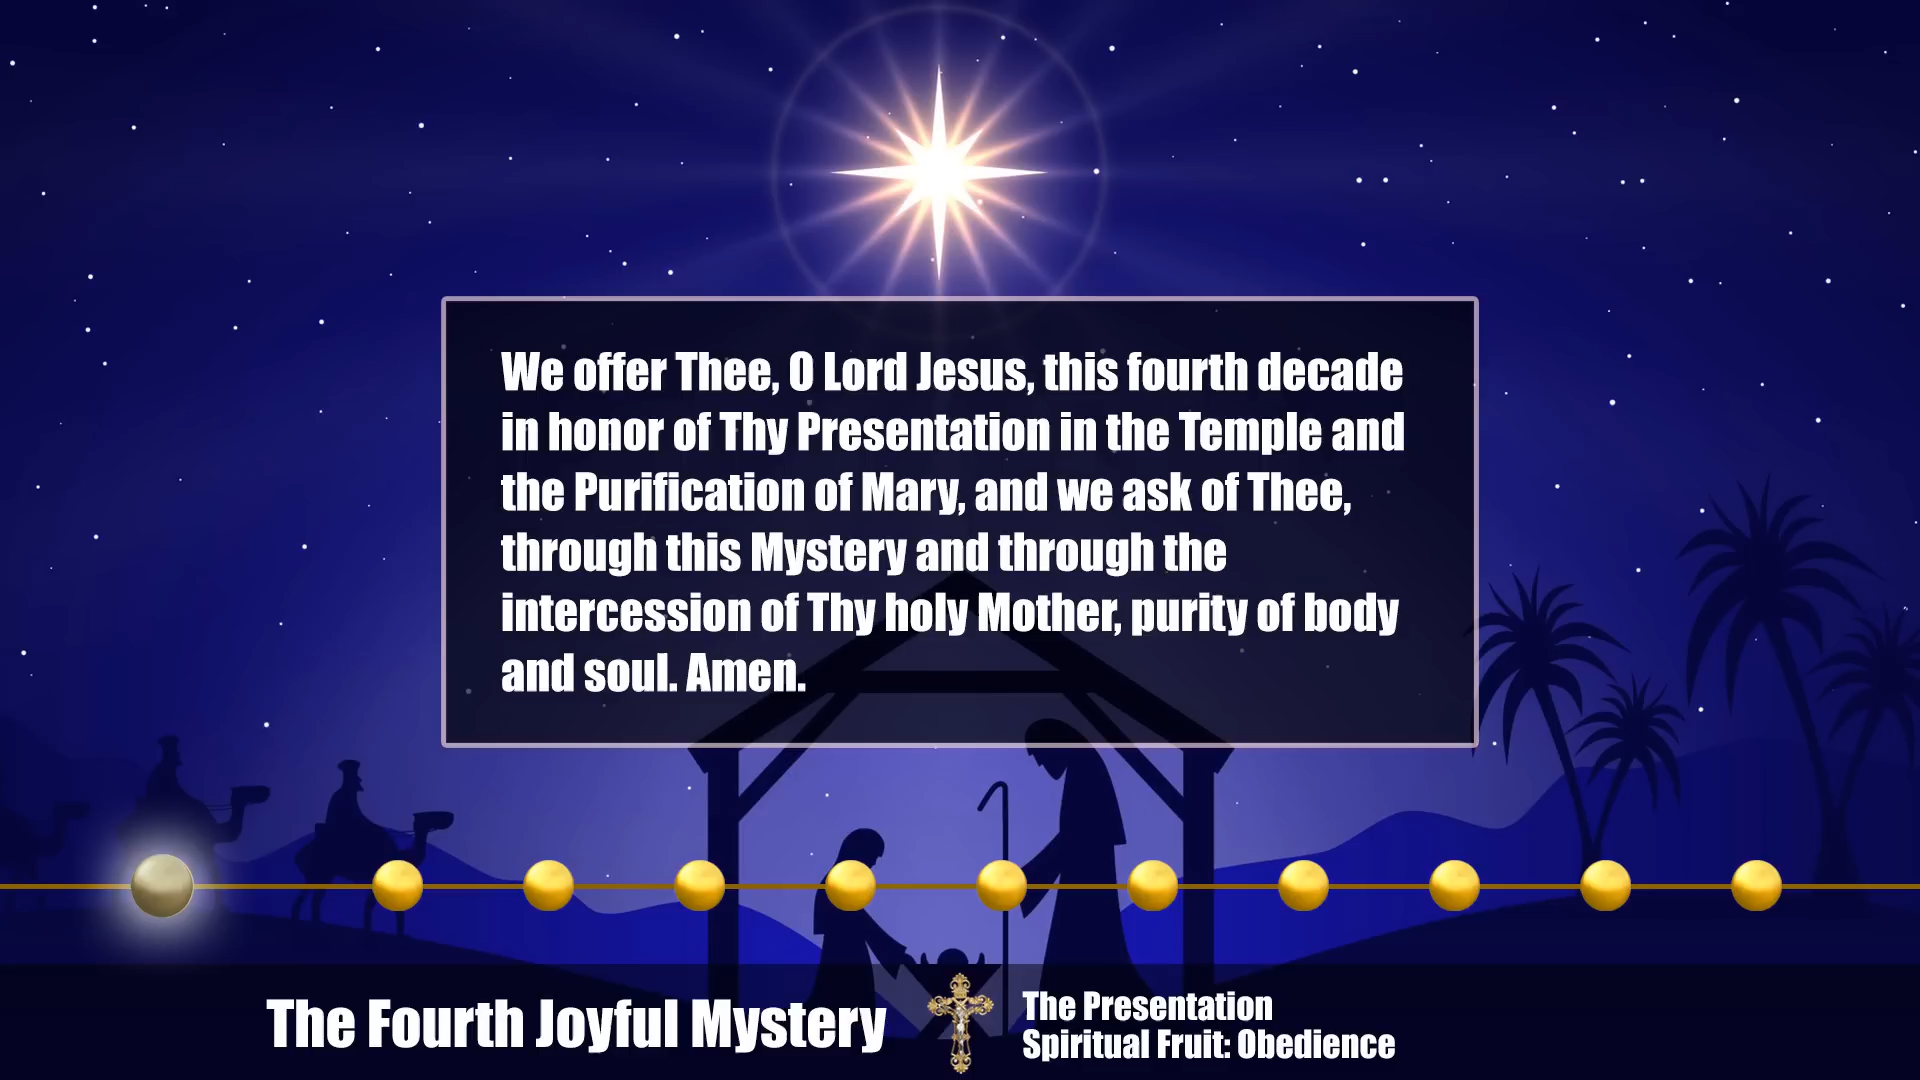 We offer Thee, O Lord Jesus, this fourth decade
in honor of Thy Presentation in the Temple and
the Purification of Mary, and we ask of Thee,
through this Mystery and through the
intercession of Thy holy Mother, purity of body
and soul. Amen.
The Fourth Joyful Mystery
The Presentation
Spiritual Fruit: Obedience